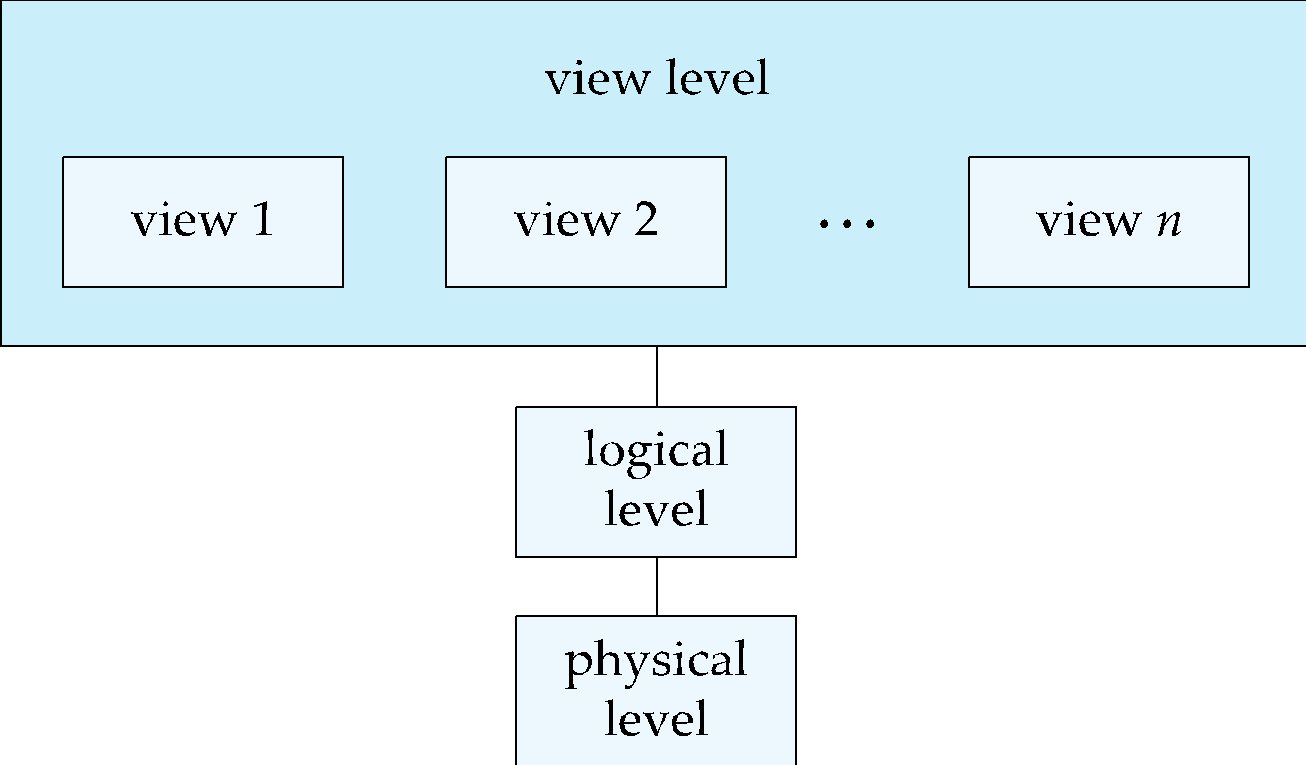 view level
view 1
view 2
...
view n
logical
level
physical
level